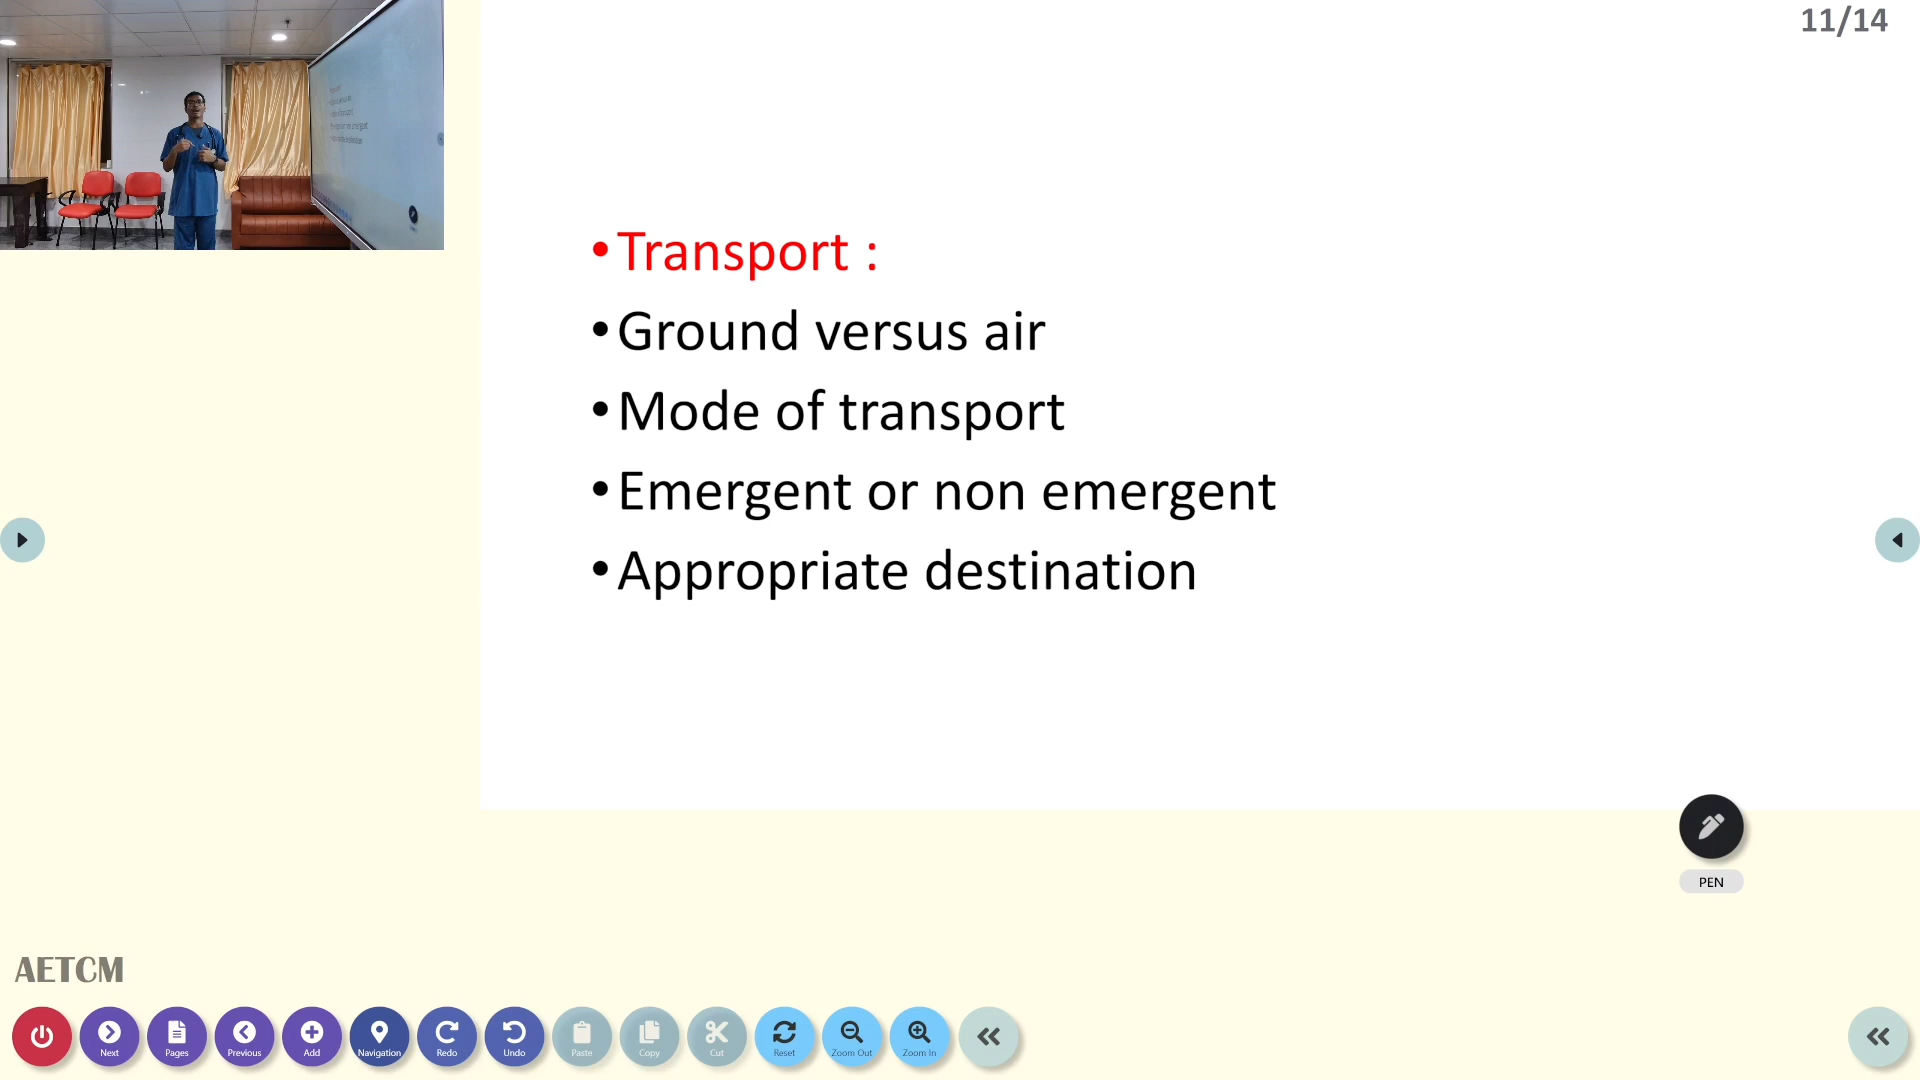 11/14
• Transport :
• Ground versus air
• Mode of transport
• Emergent or non emergent
• Appropriate destination
PEN
AETCM
Next
Pages
Previous
Add
Navigation
Redo
Undo
Paste
Copy
Cut
Reset
Zoom Out
Zoom In